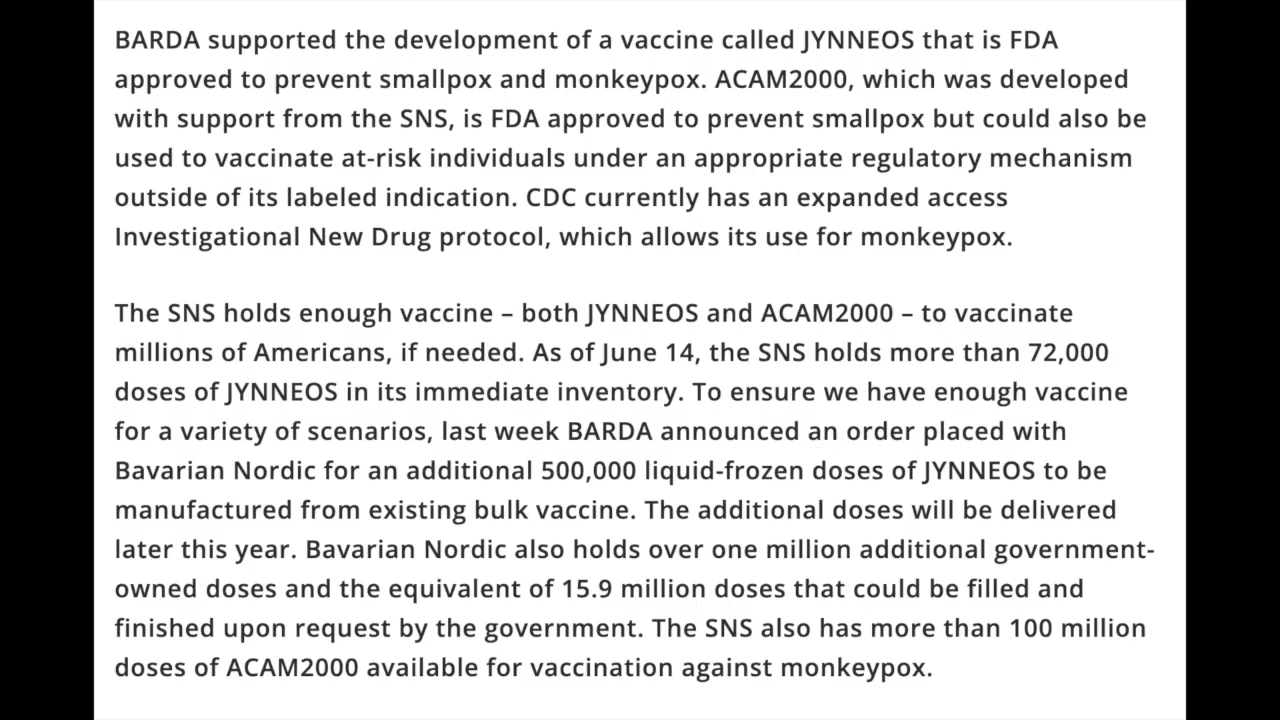 BARDA supported the development of a vaccine called JYNNEOS that is FDA
approved to prevent smallpox and monkeypox. ACAM2000, which was developed
with support from the SNS, is FDA approved to prevent smallpox but could also be
used to vaccinate at-risk individuals under an appropriate regulatory mechanism
outside of its labeled indication. CDC currently has an expanded access
Investigational New Drug protocol, which allows its use for monkeypox.
The SNS holds enough vaccine – both JYNNEOS and ACAM2000 – to vaccinate
millions of Americans, if needed. As of June 14, the SNS holds more than 72,000
doses of JYNNEOS in its immediate inventory. To ensure we have enough vaccine
for a variety of scenarios, last week BARDA announced an order placed with
Bavarian Nordic for an additional 500,000 liquid-frozen doses of JYNNEOS to be
manufactured from existing bulk vaccine. The additional doses will be delivered
later this year. Bavarian Nordic also holds over one million additional government-
owned doses and the equivalent of 15.9 million doses that could be filled and
finished upon request by the government. The SNS also has more than 100 million
doses of ACAM2000 available for vaccination against monkeypox.